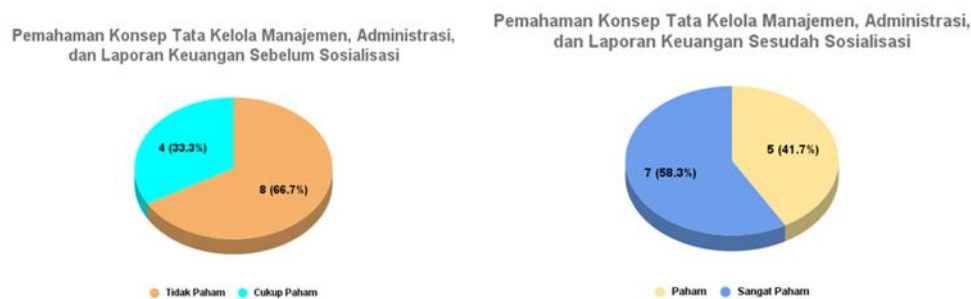 Pemahaman Konsep Tata Kelola Manajemen, Administrasi,
dan Laporan Keuangan Sebelum Sosialisasi
4 (33.3%)
8 (66.7%)
Tidak Paham
Cukup Paham
Pemahaman Konsep Tata Kelola Manajemen, Administrasi,
dan Laporan Keuangan Sesudah Sosialisasi
5 (41.7%)
7 (58.3%)
Paham
Sangat Paham